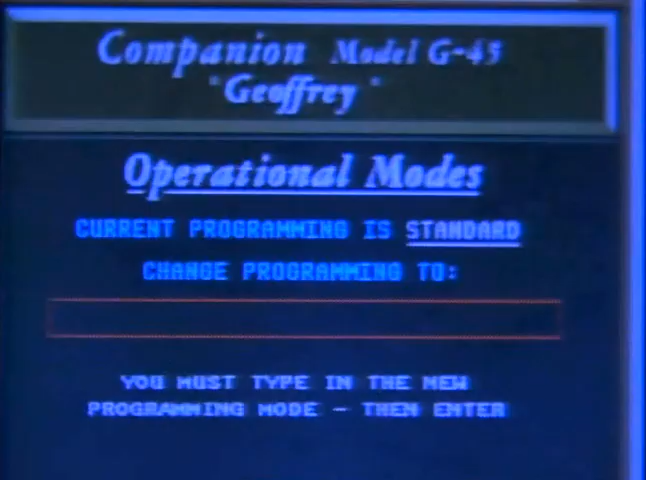 Companion Model G-45
"Geoffrey"
Operational Modes
CURRENT PROGRAMMING IS STANDARD
CHANGE PROGRAMMING TO:
YOU MUST TYPE IN THE NEW
PROGRAMMING MODE - THEN ENTER